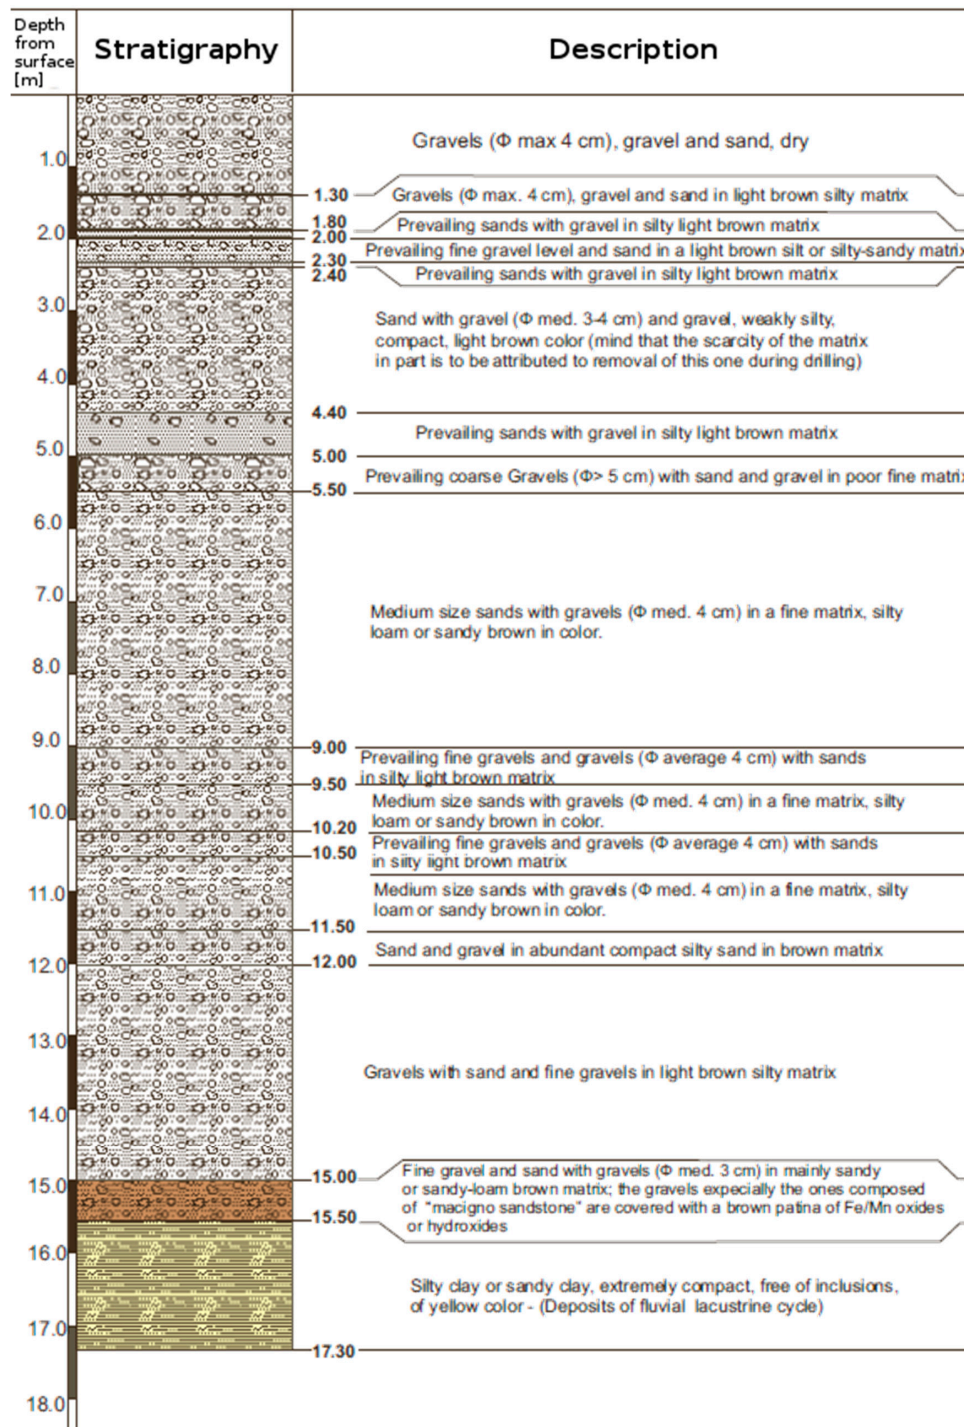 Depth
from
surface
[m]
Stratigraphy
Description
Gravels (Φ max 4 cm), gravel and sand, dry
1.0
1.30
Gravels (Φ max. 4 cm), gravel and sand in light brown silty matrix
1.80
Prevailing sands with gravel in silty light brown matrix
2.0
2.00
Prevailing fine gravel level and sand in a light brown silt or silty-sandy matrix
2.30
2.40
Prevailing sands with gravel in silty light brown matrix
3.0
Sand with gravel (Φ med. 3-4 cm) and gravel, weakly silty,
compact, light brown color (mind that the scarcity of the matrix
in part is to be attributed to removal of this one during drilling)
4.0
4.40
Prevailing sands with gravel in silty light brown matrix
5.0
5.00
Prevailing coarse Gravels (Φ> 5 cm) with sand and gravel in poor fine matrix
5.50
6.0
7.0
Medium size sands with gravels (Φ med. 4 cm) in a fine matrix, silty
loam or sandy brown in color.
8.0
9.0
9.00
Prevailing fine gravels and gravels (Φ average 4 cm) with sands
in silty light brown matrix
9.50
Medium size sands with gravels (Φ med. 4 cm) in a fine matrix, silty
loam or sandy brown in color.
10.0
10.20
Prevailing fine gravels and gravels (Φ average 4 cm) with sands
in silty light brown matrix
10.50
Medium size sands with gravels (Φ med. 4 cm) in a fine matrix, silty
loam or sandy brown in color.
11.0
11.50
Sand and gravel in abundant compact silty sand in brown matrix
12.0
12.00
13.0
Gravels with sand and fine gravels in light brown silty matrix
14.0
15.0
15.00
Fine gravel and sand with gravels (Φ med. 3 cm) in mainly sandy
or sandy-loam brown matrix; the gravels expecially the ones composed
of "macigno sandstone" are covered with a brown patina of Fe/Mn oxides
or hydroxides
15.50
16.0
Silty clay or sandy clay, extremely compact, free of inclusions,
of yellow color - (Deposits of fluvial lacustrine cycle)
17.0
17.30
18.0